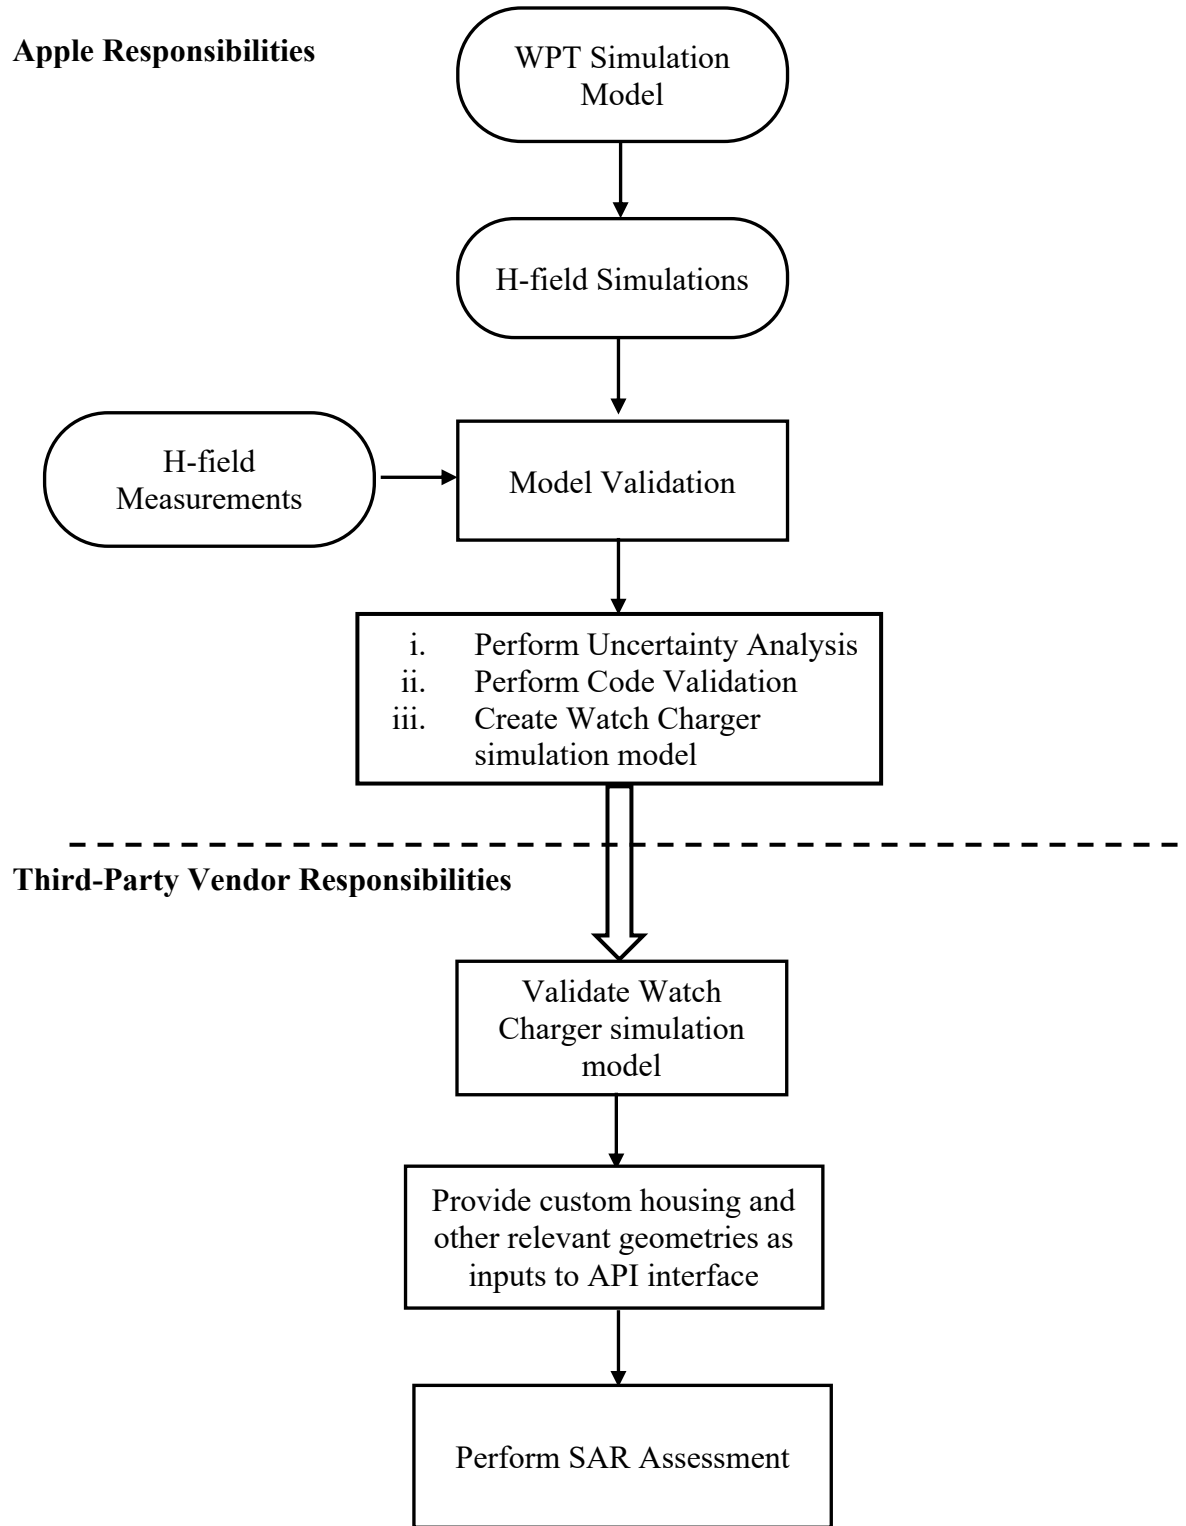 Apple Responsibilities
WPT Simulation
Model
H-field Simulations
H-field
Measurements
Model Validation
i. Perform Uncertainty Analysis
ii. Perform Code Validation
iii. Create Watch Charger
simulation model
Third-Party Vendor Responsibilities
Validate Watch
Charger simulation
model
Provide custom housing and
other relevant geometries as
inputs to API interface
Perform SAR Assessment